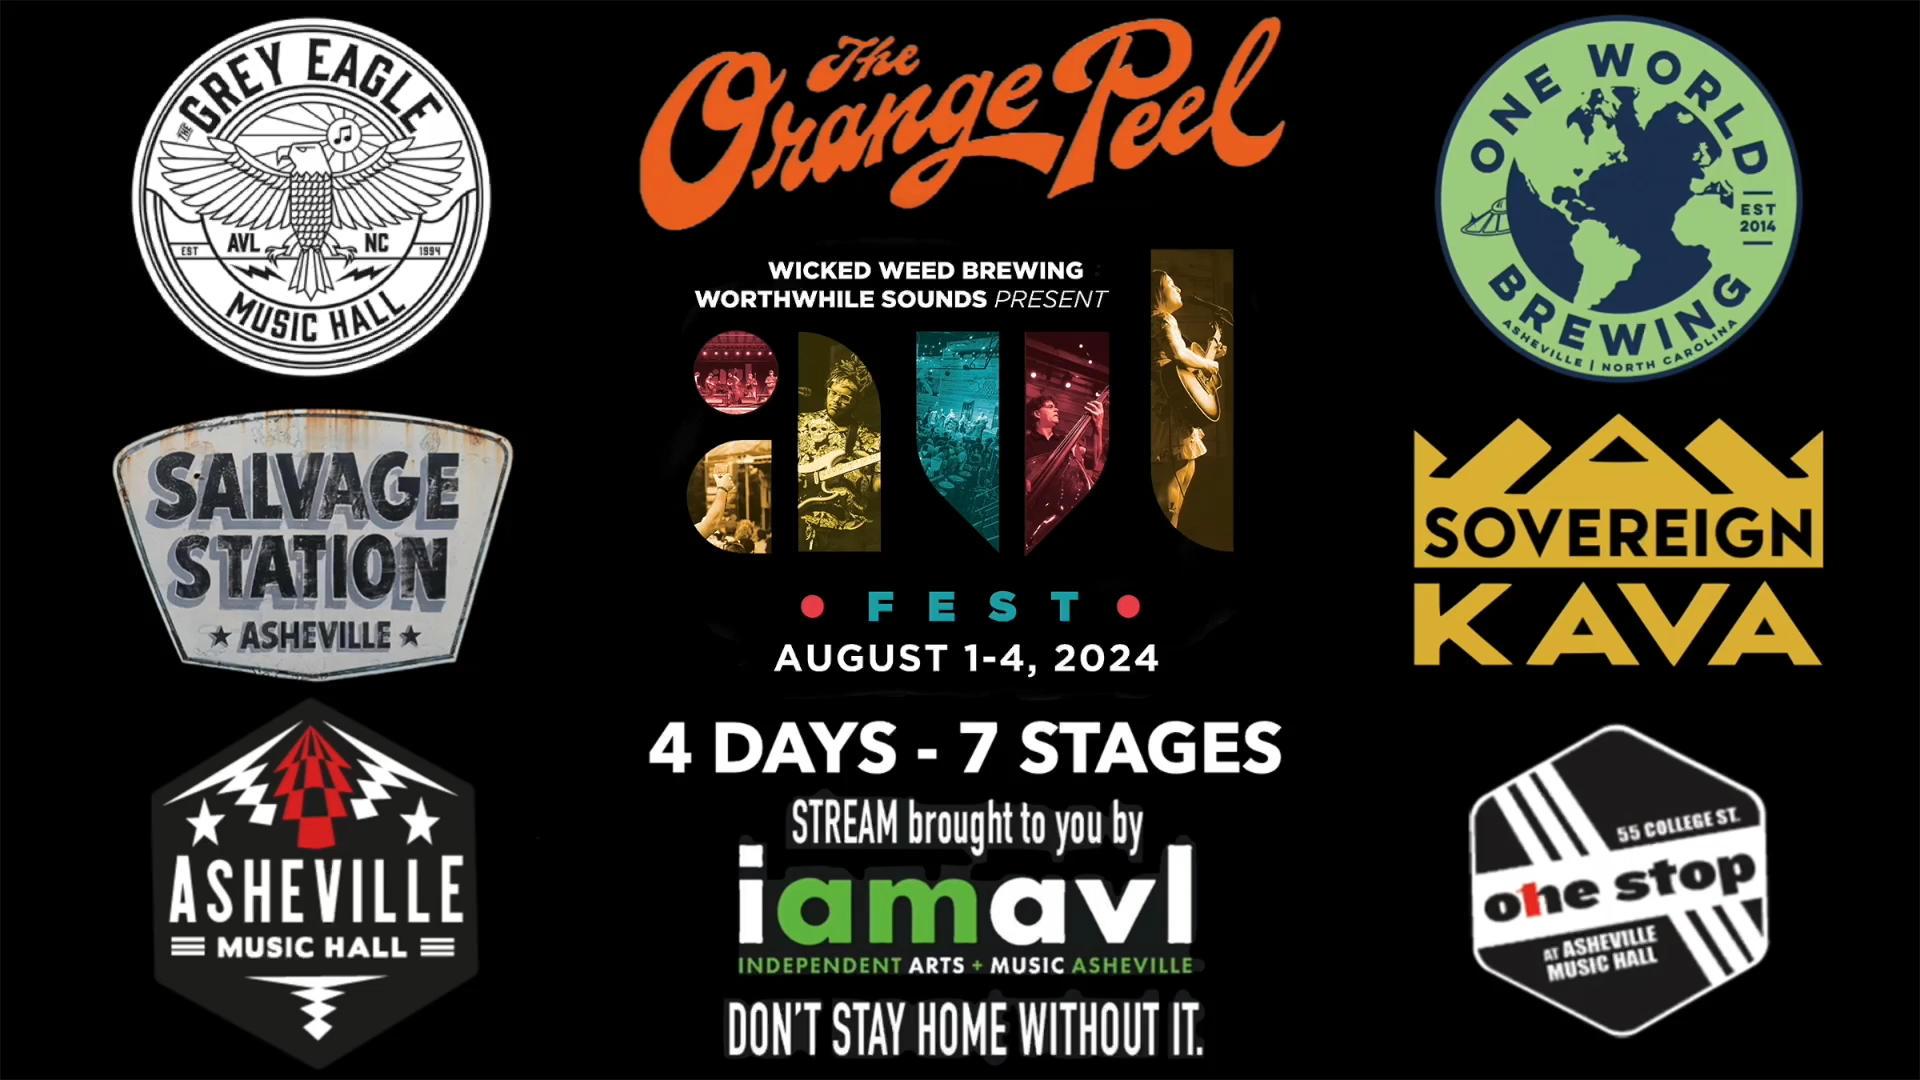 THE
GREY EAGLE
EST
AVL
NC
1994
MUSIC HALL
The
Orange Peel
ONE WORLD
EST
2014
BREWING
ASHEVILLE | NORTH CAROLINA
WICKED WEED BREWING
WORTHWHILE SOUNDS PRESENT
avl
• FEST •
AUGUST 1-4, 2024
SALVAGE
STATION
★ ASHEVILLE ★
SOVEREIGN
KAVA
4 DAYS - 7 STAGES
STREAM brought to you by
iamavl
INDEPENDENT ARTS + MUSIC ASHEVILLE
DON'T STAY HOME WITHOUT IT.
ASHEVILLE
MUSIC HALL
55 COLLEGE ST.
one stop
AT ASHEVILLE
MUSIC HALL